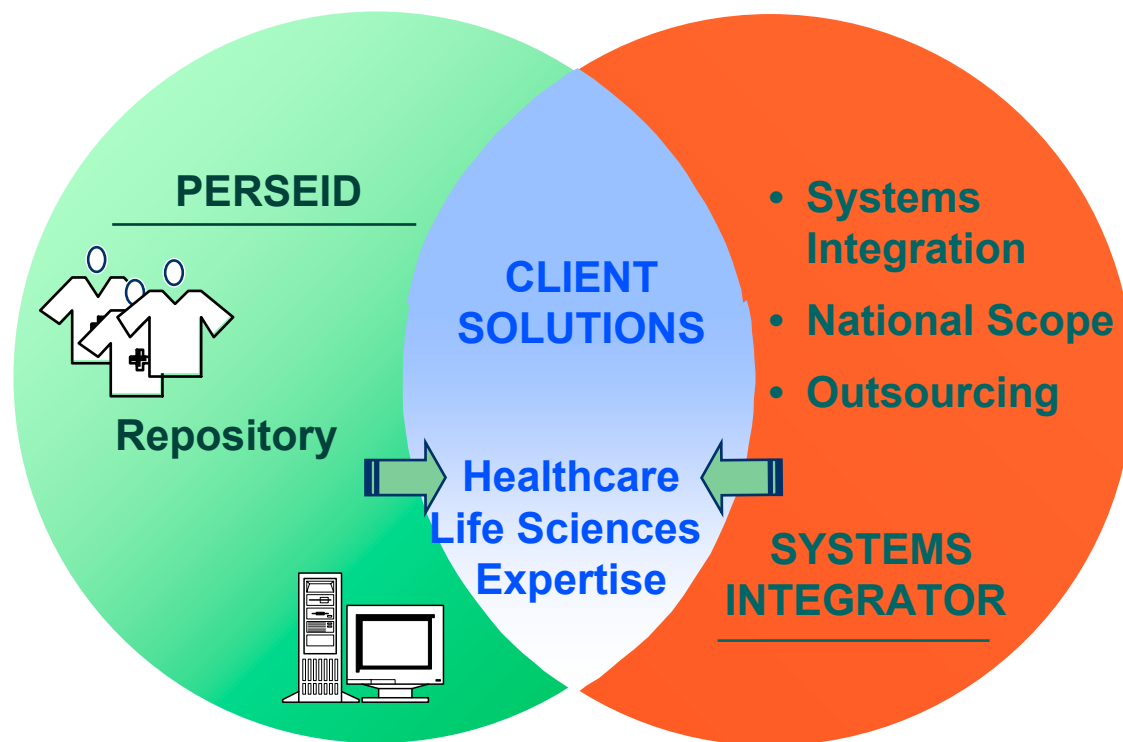 PERSEID
Repository
CLIENT
SOLUTIONS
Healthcare
Life Sciences
Expertise
• Systems
Integration
• National Scope
• Outsourcing
SYSTEMS
INTEGRATOR